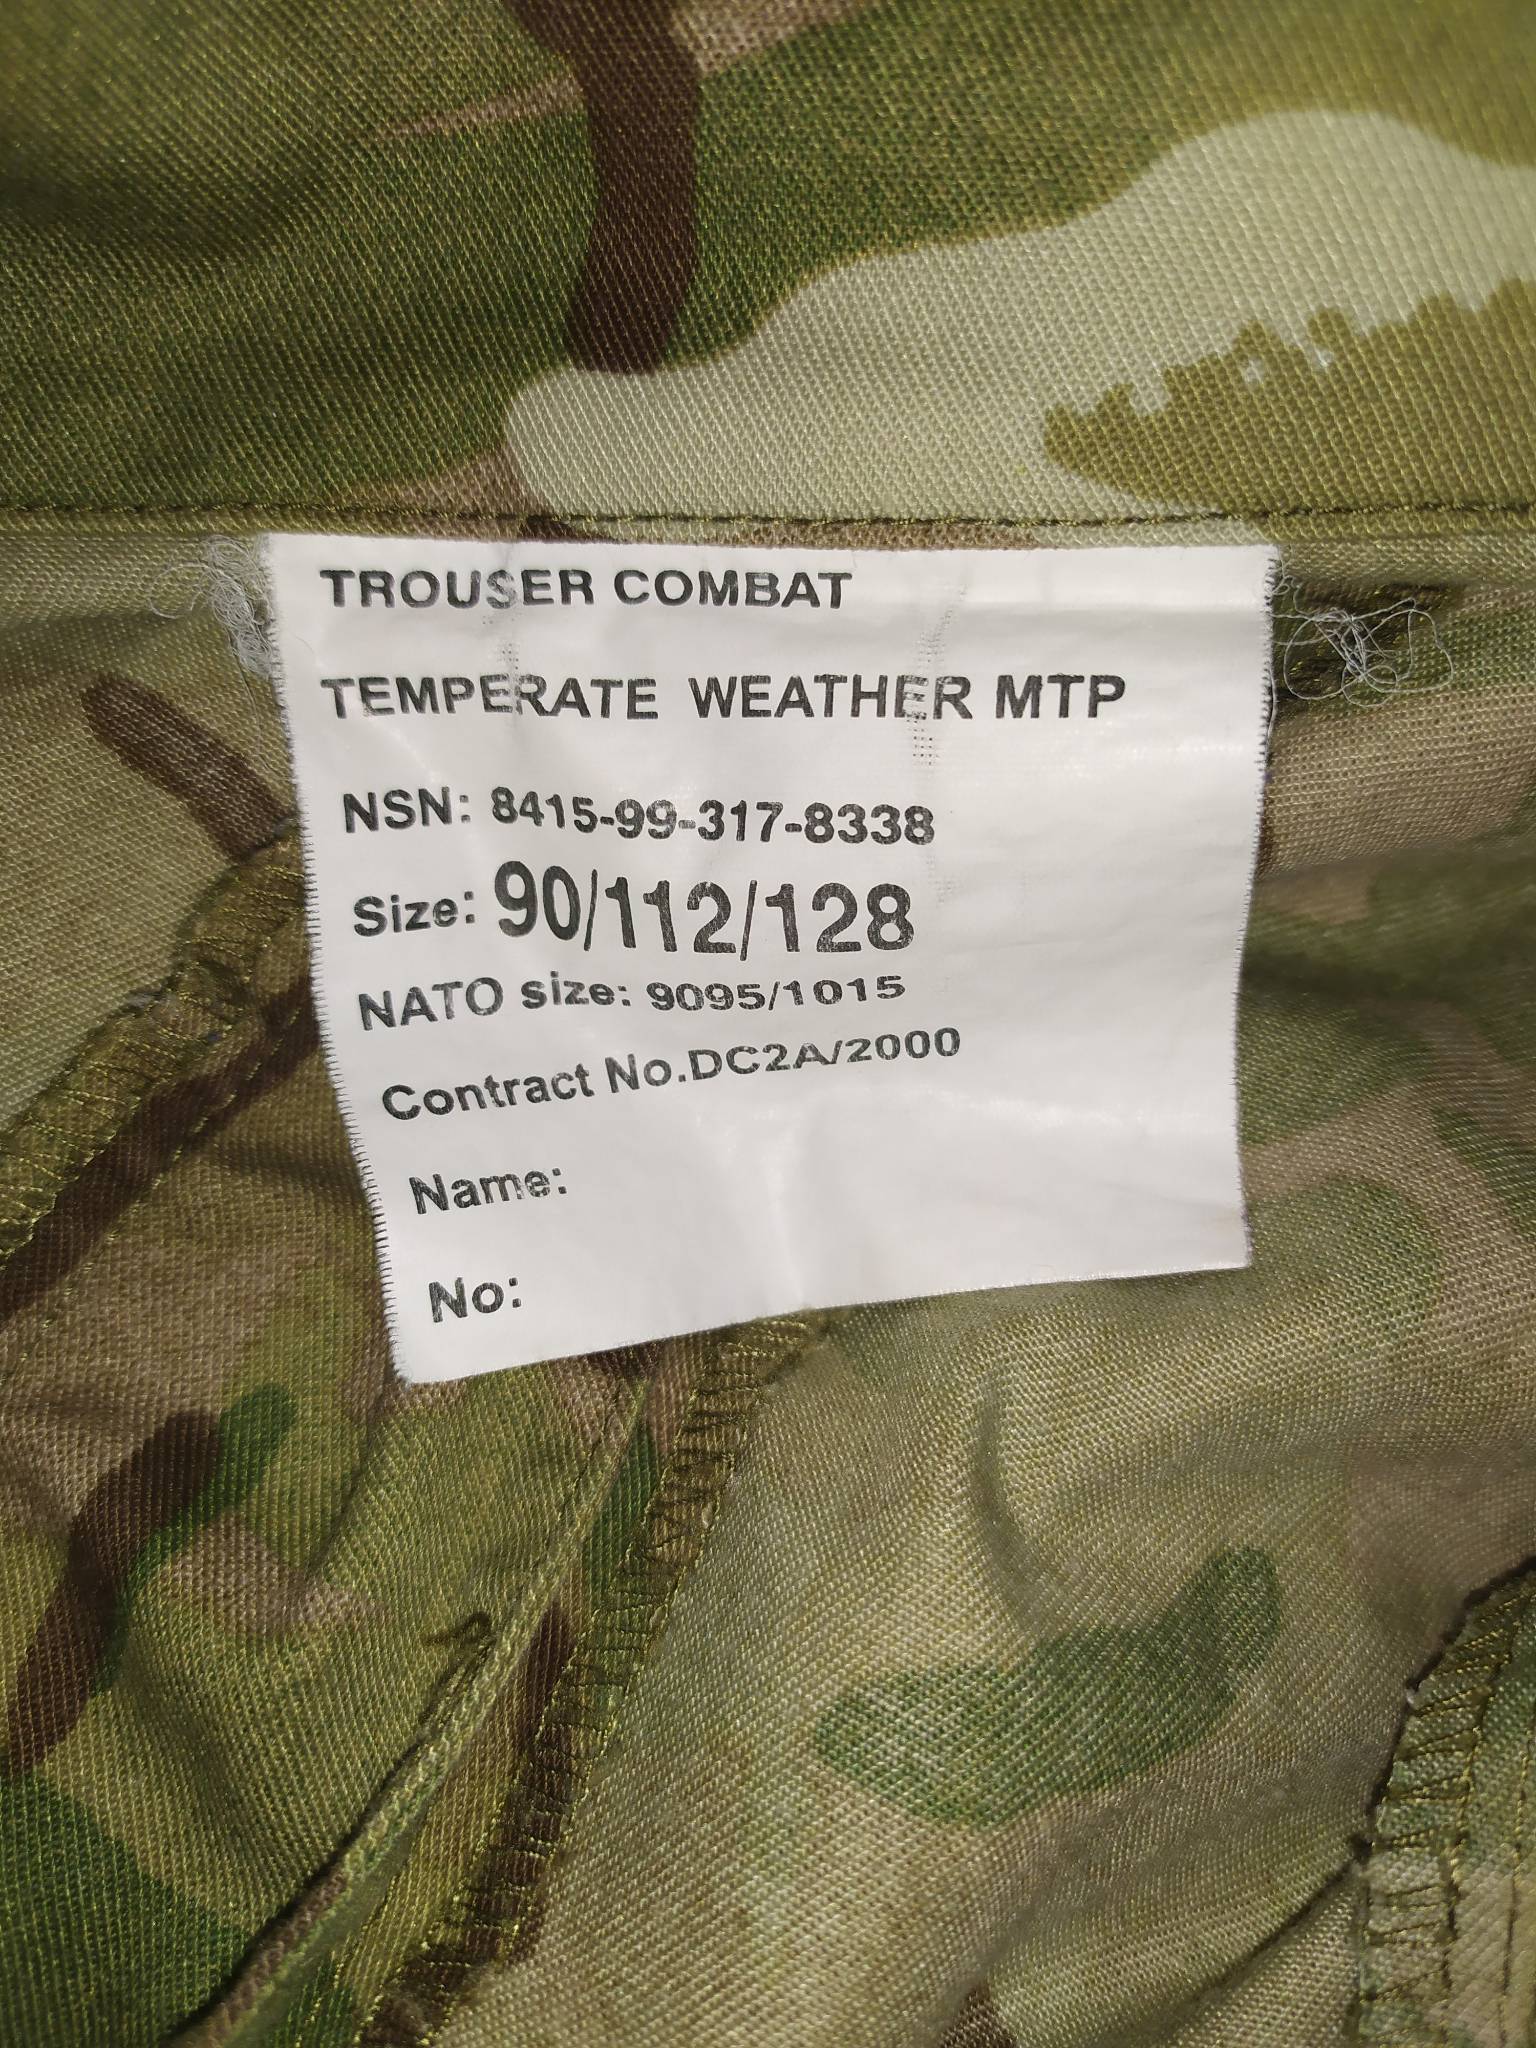 TROUSER COMBAT
TEMPERATE WEATHER MTP
NSN: 8415-99-317-8338
Size: 90/112/128
NATO size: 9095/1015
Contract No.DC2A/2000
Name:
No: